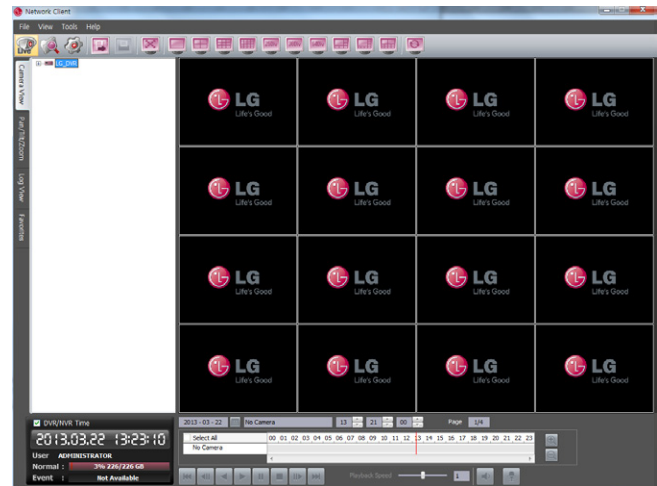 Network Client
File View Tools Help
Live
LG_DVR
Camera View
Pan/Tilt/Zoom
Log View
Favorites
LG LG LG LG
Life's Good Life's Good Life's Good Life's Good
LG LG LG LG
Life's Good Life's Good Life's Good Life's Good
LG LG LG LG
Life's Good Life's Good Life's Good Life's Good
LG LG LG LG
Life's Good Life's Good Life's Good Life's Good
DVR/NVR Time
2013.03.22 13:23:10
User ADMINISTRATOR
Normal : 3% 226/226 GB
Event : Not Available
2013 - 03 - 22 No Camera 13 21 00 Page 1/4
Select All 00 01 02 03 04 05 06 07 08 09 10 11 12 13 14 15 16 17 18 19 20 21 22 23
No Camera
Playback Speed 1